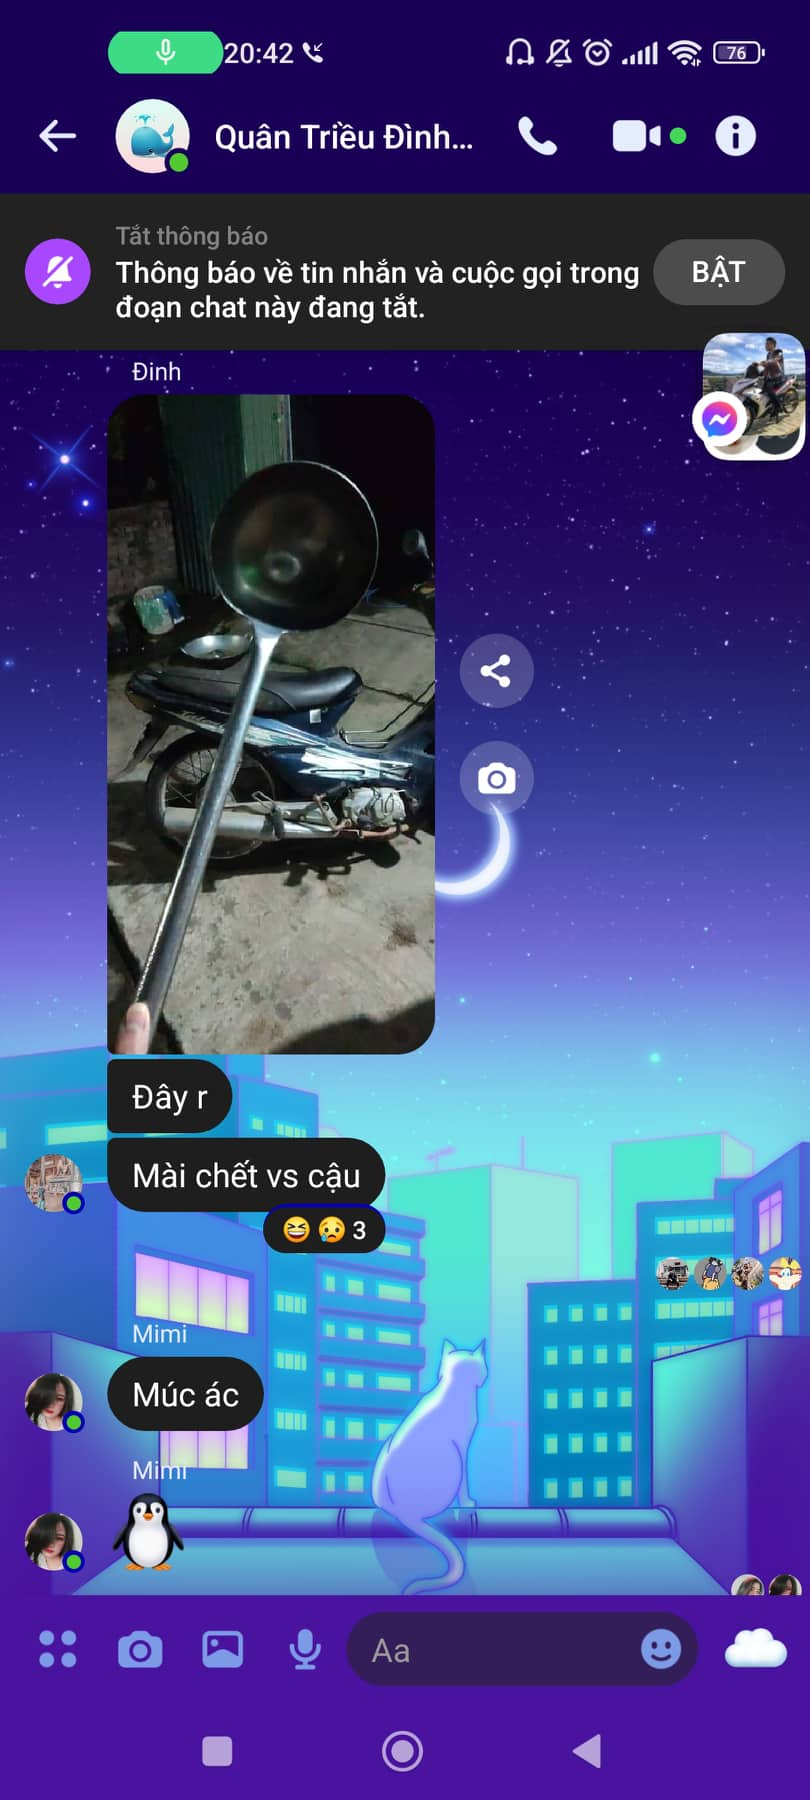 20:42
76
Quân Triều Đình...
Tắt thông báo
Thông báo về tin nhắn và cuộc gọi trong
đoạn chat này đang tắt.
BẬT
Đinh
Đây r
Mài chết vs cậu
3
Mimi
Múc ác
Mimi
Aa